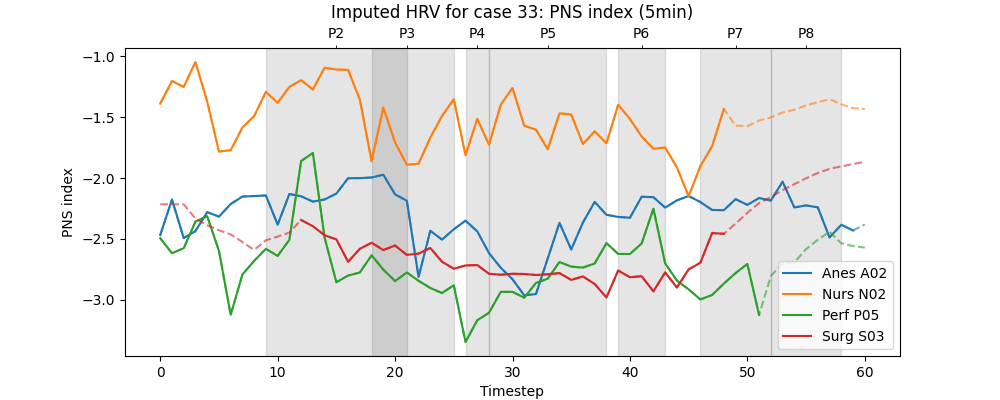 Imputed HRV for case 33: PNS index (5min)
P2 P3 P4 P5 P6 P7 P8
−1.0
−1.5
−2.0
−2.5
−3.0
PNS index
0 10 20 30 40 50 60
Timestep
Anes A02
Nurs N02
Perf P05
Surg S03